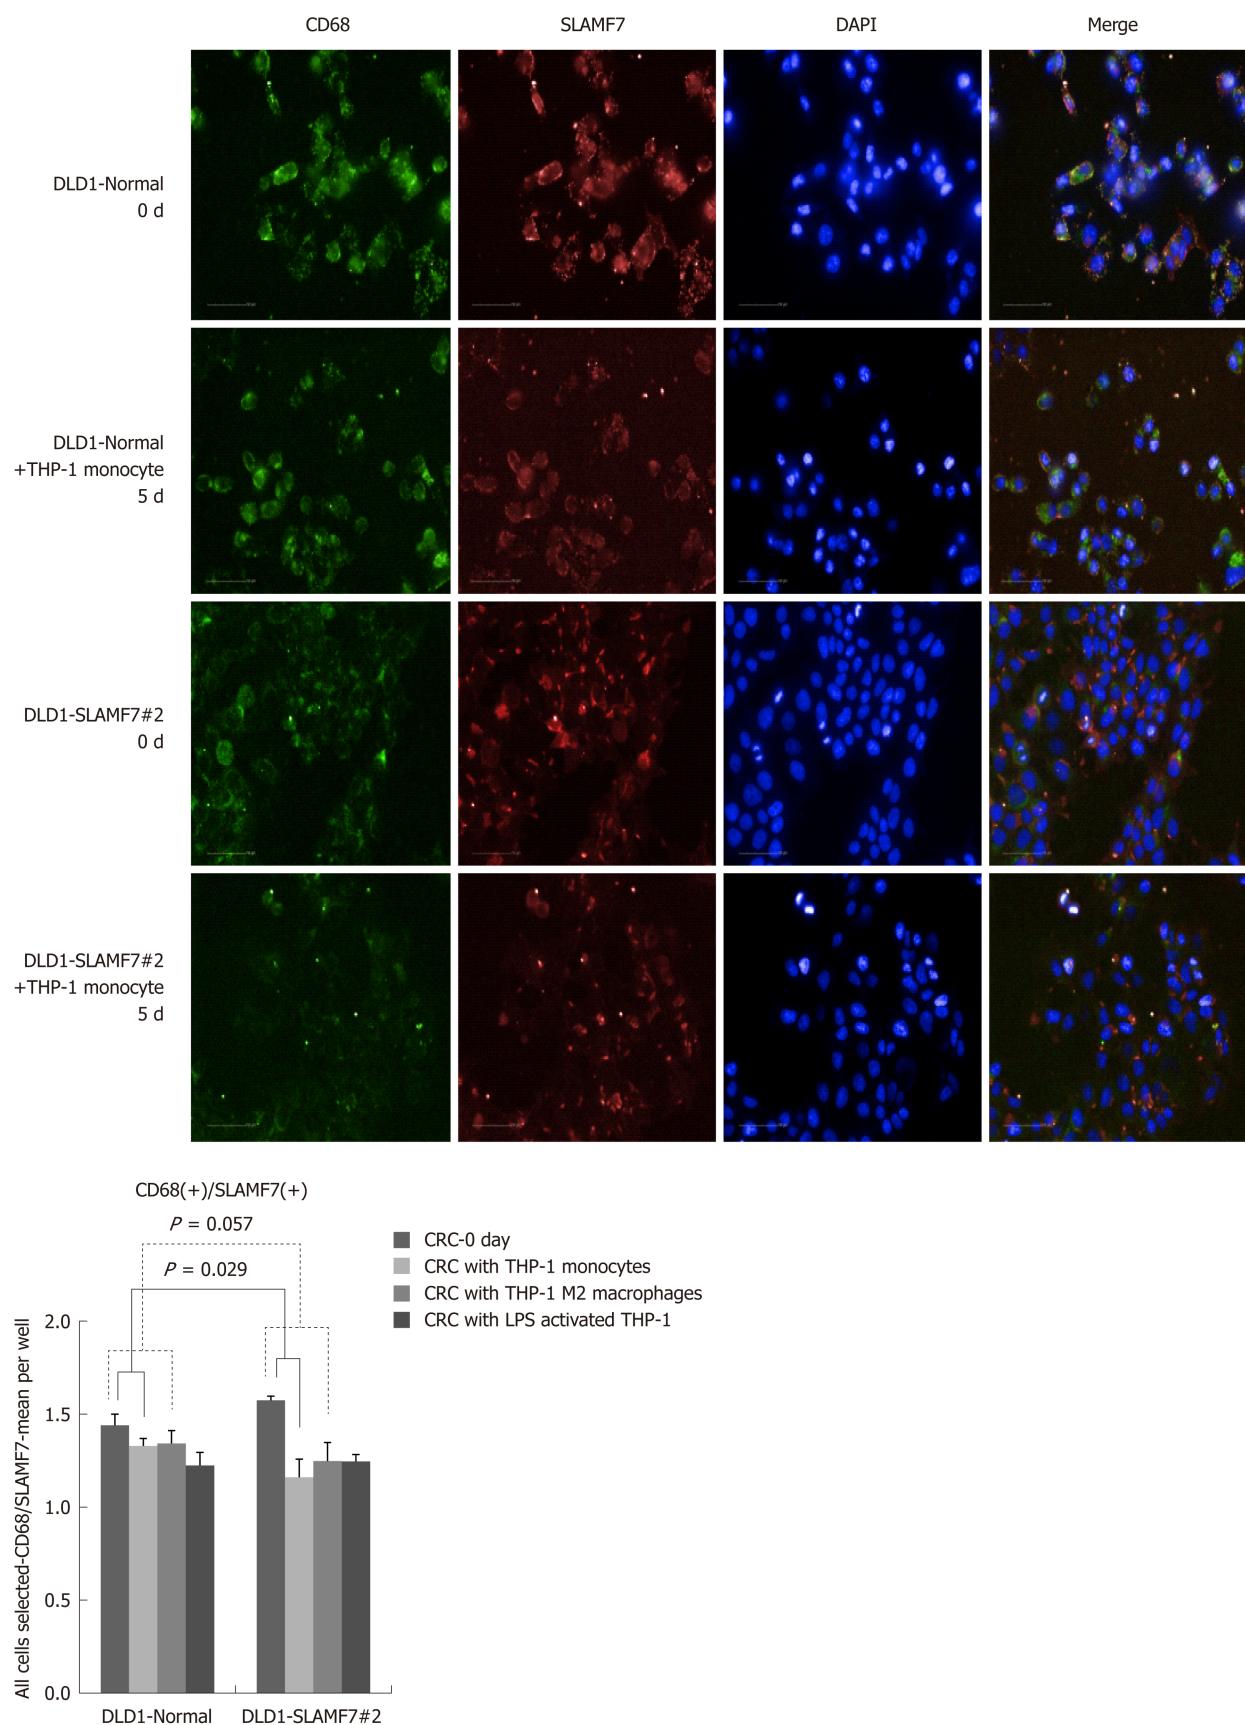 CD68 SLAMF7 DAPI Merge
DLD1-Normal
0 d
DLD1-Normal
+THP-1 monocyte
5 d
DLD1-SLAMF7#2
0 d
DLD1-SLAMF7#2
+THP-1 monocyte
5 d
CD68(+)/SLAMF7(+)
P = 0.057
P = 0.029
CRC-0 day
CRC with THP-1 monocytes
CRC with THP-1 M2 macrophages
CRC with LPS activated THP-1
All cells selected-CD68/SLAMF7-mean per well
2.0
1.5
1.0
0.5
0.0
DLD1-Normal DLD1-SLAMF7#2